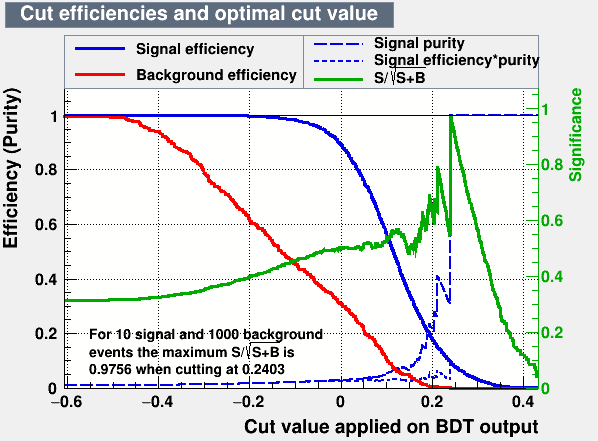 Cut efficiencies and optimal cut value
Signal efficiency
Background efficiency
Signal purity
Signal efficiency*purity
S/√S+B
Efficiency (Purity)
1
0.8
0.6
0.4
0.2
0
Significance
1
0.8
0.6
0.4
0.2
0
For 10 signal and 1000 background
events the maximum S/√S+B is
0.9756 when cutting at 0.2403
−0.6 −0.4 −0.2 0 0.2 0.4
Cut value applied on BDT output